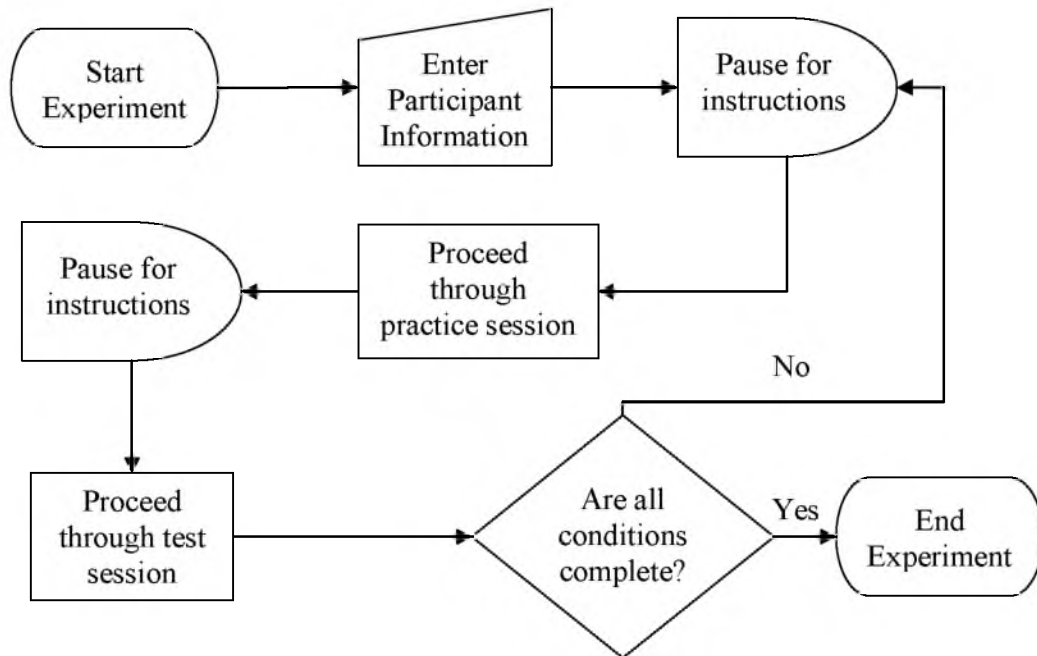 Start
Experiment
Enter
Participant
Information
Pause for
instructions
Proceed
through
practice session
Pause for
instructions
No
Proceed
through test
session
Are all
conditions
complete?
Yes
End
Experiment